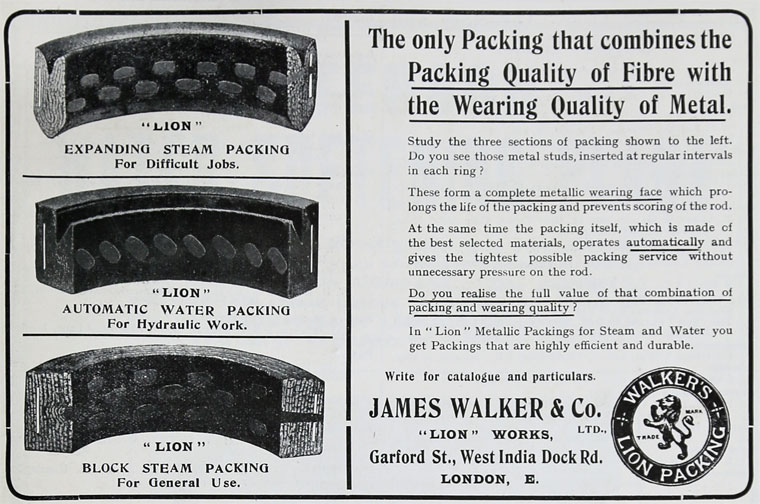 "LION"
EXPANDING STEAM PACKING
For Difficult Jobs.
"LION"
AUTOMATIC WATER PACKING
For Hydraulic Work.
"LION"
BLOCK STEAM PACKING
For General Use.
The only Packing that combines the
Packing Quality of Fibre with
the Wearing Quality of Metal.
Study the three sections of packing shown to the left.
Do you see those metal studs, inserted at regular intervals
in each ring ?
These form a complete metallic wearing face which pro-
longs the life of the packing and prevents scoring of the rod.
At the same time the packing itself, which is made of
the best selected materials, operates automatically and
gives the tightest possible packing service without
unnecessary pressure on the rod.
Do you realise the full value of that combination of
packing and wearing quality ?
In "Lion" Metallic Packings for Steam and Water you
get Packings that are highly efficient and durable.
Write for catalogue and particulars.
JAMES WALKER & Co.
LTD.,
"LION" WORKS,
Garford St., West India Dock Rd.
LONDON, E.
WALKER'S
TRADE MARK
LION PACKING